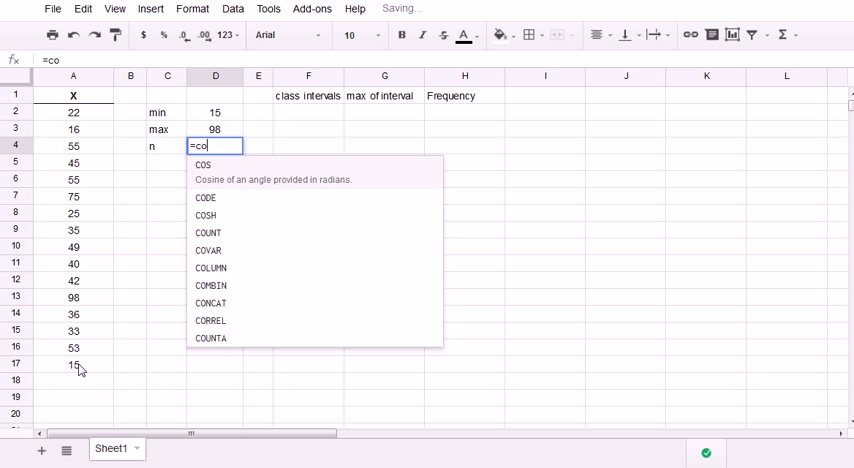 File Edit View Insert Format Data Tools Add-ons Help Saving...
$ % .0 .00 123 Arial 10 B I S A Σ
fx =co
A B C D E F G H I J K L
1 X class intervals max of interval Frequency
2 22 min 15
3 16 max 98
4 55 n =co
5 45 COS
Cosine of an angle provided in radians.
6 55
7 75 CODE
8 25 COSH
9 35 COUNT
10 49 COVAR
11 40 COLUMN
12 42 COMBIN
13 98 CONCAT
14 36 CORREL
15 33 COUNTA
16 53
17 15
18
19
20
Sheet1